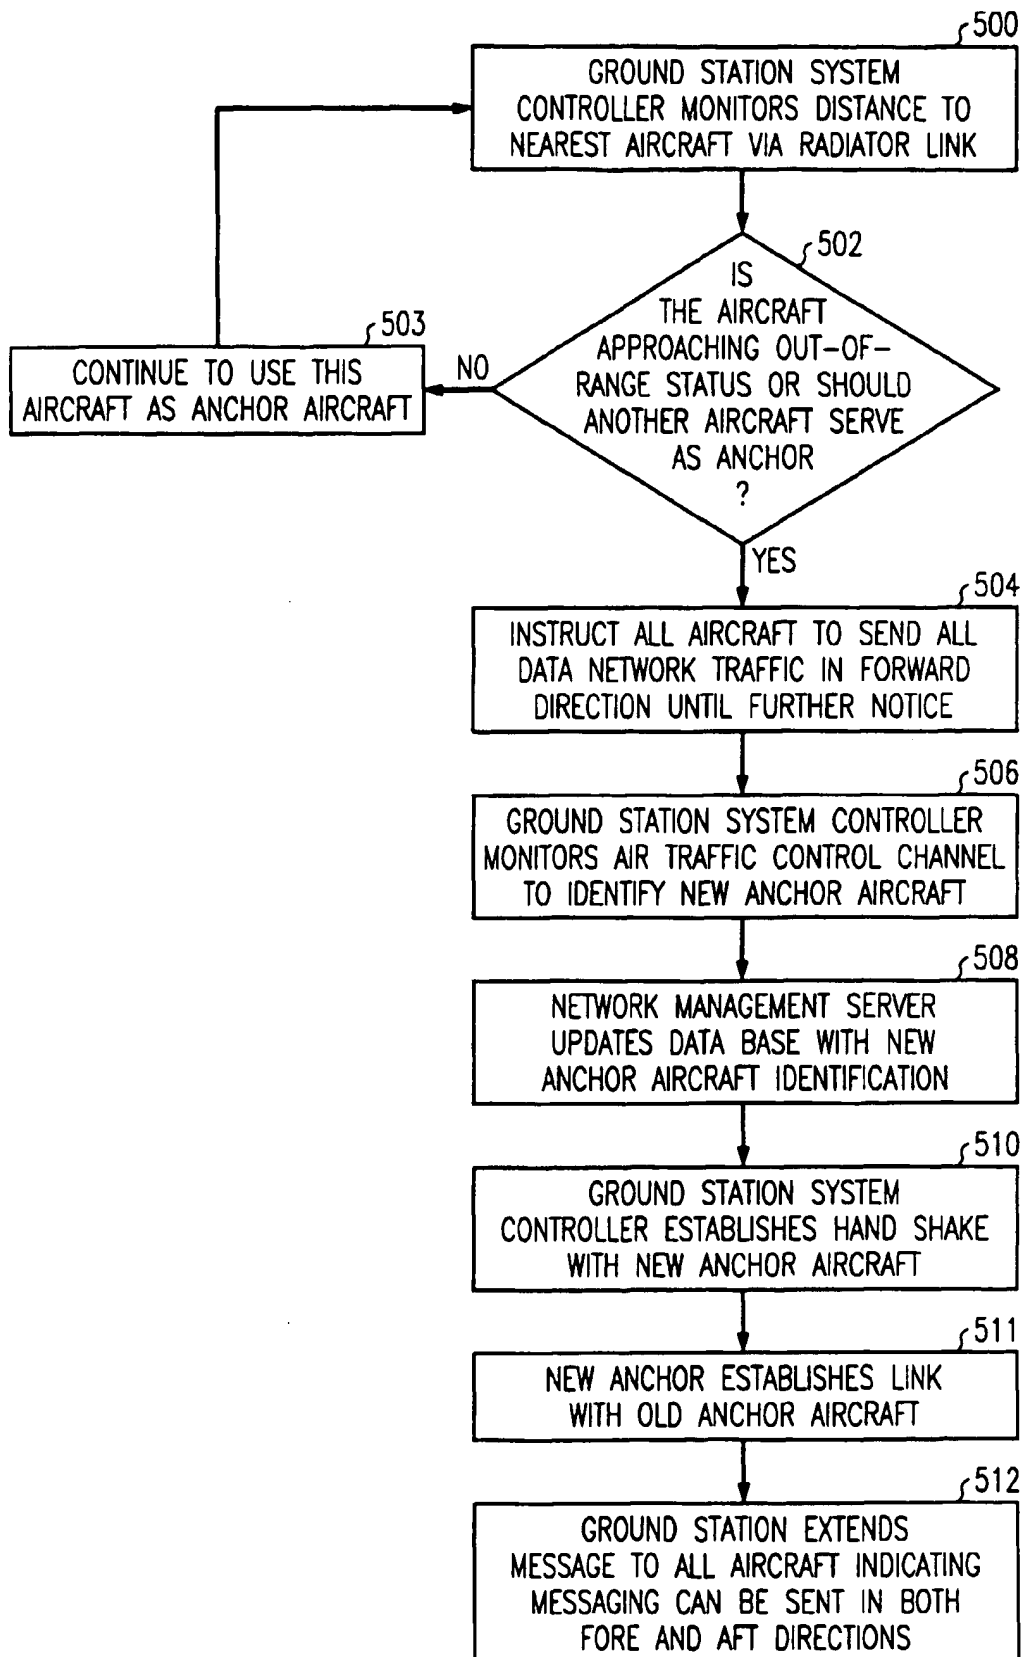 500
GROUND STATION SYSTEM
CONTROLLER MONITORS DISTANCE TO
NEAREST AIRCRAFT VIA RADIATOR LINK
502
IS
THE AIRCRAFT
APPROACHING OUT-OF-
RANGE STATUS OR SHOULD
ANOTHER AIRCRAFT SERVE
AS ANCHOR
?
NO
503
CONTINUE TO USE THIS
AIRCRAFT AS ANCHOR AIRCRAFT
YES
504
INSTRUCT ALL AIRCRAFT TO SEND ALL
DATA NETWORK TRAFFIC IN FORWARD
DIRECTION UNTIL FURTHER NOTICE
506
GROUND STATION SYSTEM CONTROLLER
MONITORS AIR TRAFFIC CONTROL CHANNEL
TO IDENTIFY NEW ANCHOR AIRCRAFT
508
NETWORK MANAGEMENT SERVER
UPDATES DATA BASE WITH NEW
ANCHOR AIRCRAFT IDENTIFICATION
510
GROUND STATION SYSTEM
CONTROLLER ESTABLISHES HAND SHAKE
WITH NEW ANCHOR AIRCRAFT
511
NEW ANCHOR ESTABLISHES LINK
WITH OLD ANCHOR AIRCRAFT
512
GROUND STATION EXTENDS
MESSAGE TO ALL AIRCRAFT INDICATING
MESSAGING CAN BE SENT IN BOTH
FORE AND AFT DIRECTIONS